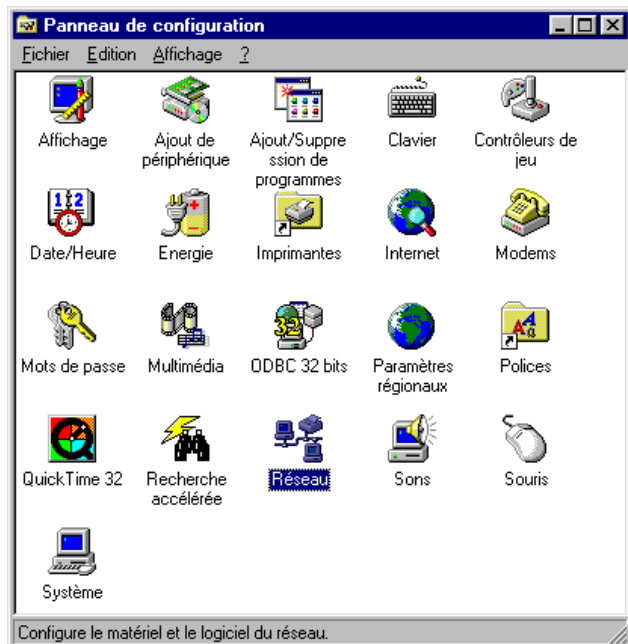 Panneau de configuration
Fichier Edition Affichage ?
Affichage
Ajout de
périphérique
Ajout/Suppre
ssion de
programmes
Clavier
Contrôleurs de
jeu
Date/Heure
Energie
Imprimantes
Internet
Modems
Mots de passe
Multimédia
32
ODBC 32 bits
Paramètres
régionaux
Polices
QuickTime 32
Recherche
accélérée
Réseau
Sons
Souris
Système
Configure le matériel et le logiciel du réseau.